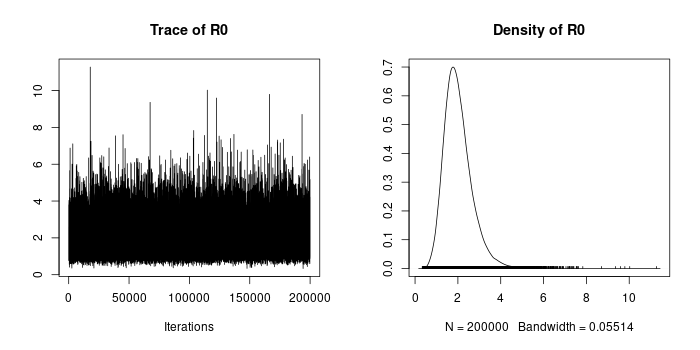 Trace of R0
0 2 4 6 8 10
0 50000 100000 150000 200000
Iterations
Density of R0
0.0 0.1 0.2 0.3 0.4 0.5 0.6 0.7
0 2 4 6 8 10
N = 200000 Bandwidth = 0.05514